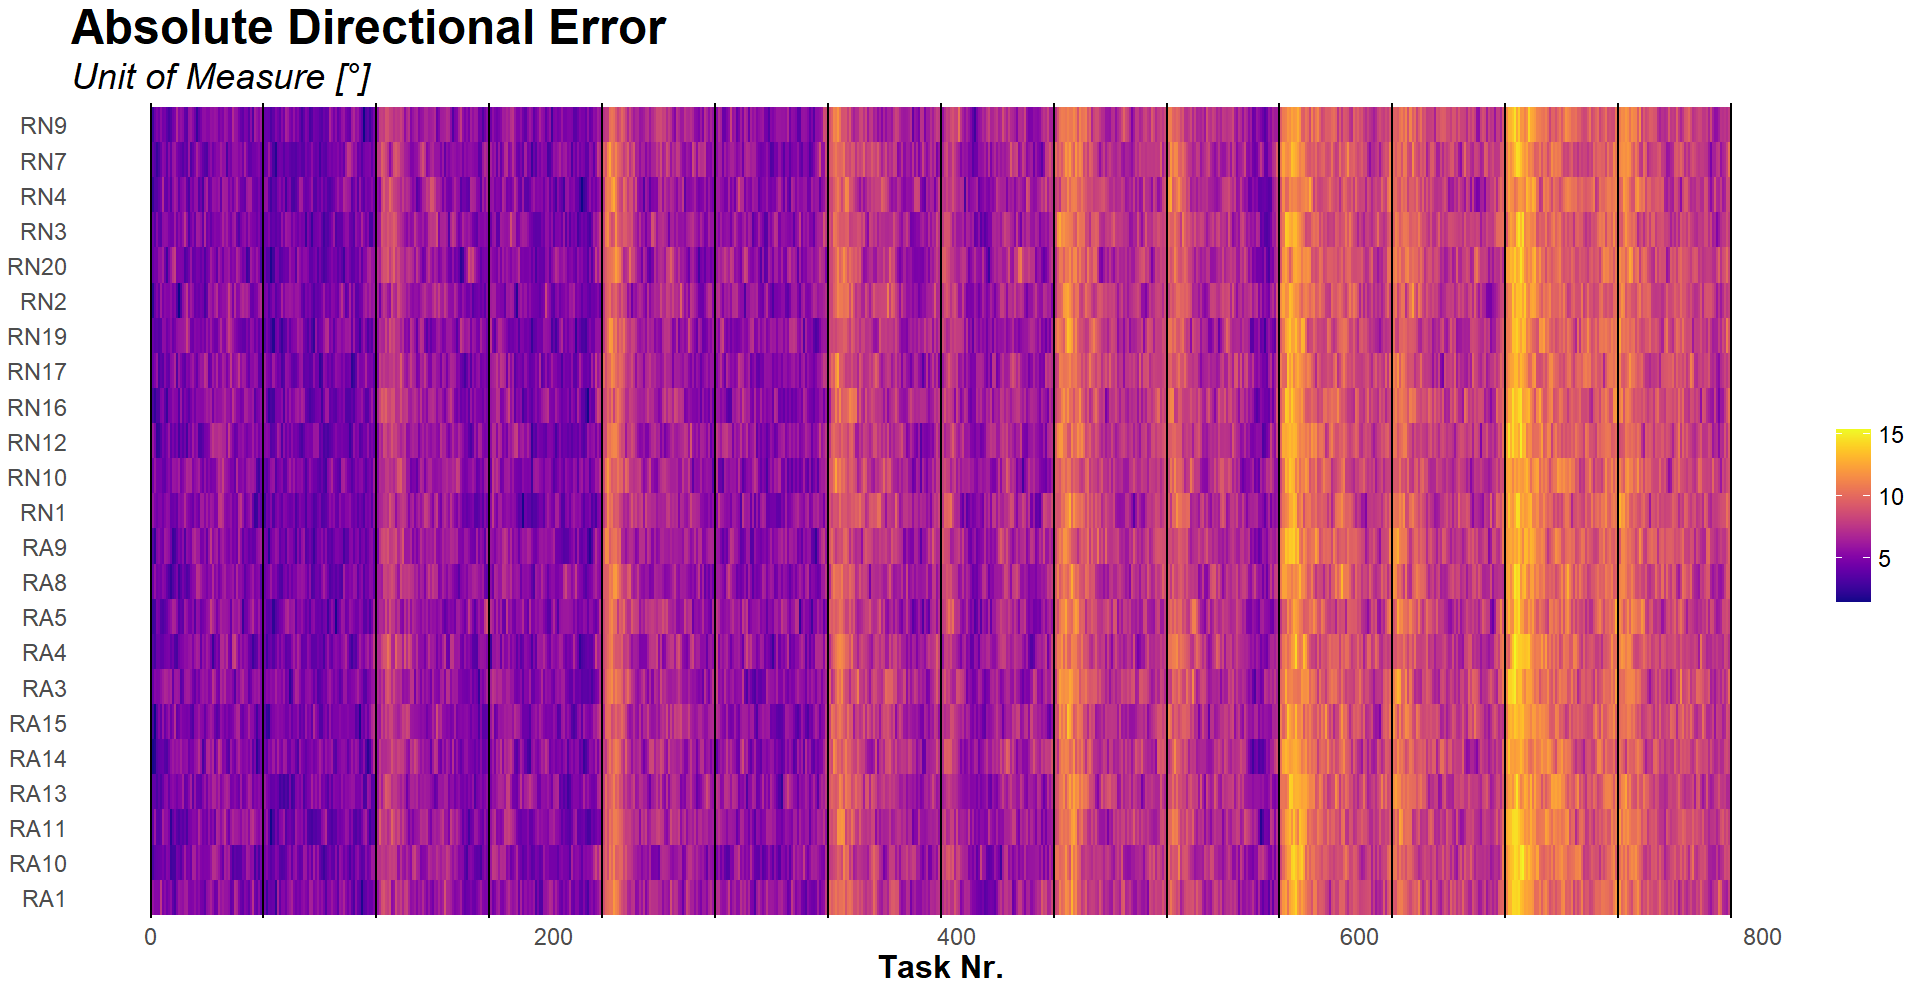 Absolute Directional Error
Unit of Measure [°]
RN9
RN7
RN4
RN3
RN20
RN2
RN19
RN17
RN16
RN12
RN10
RN1
RA9
RA8
RA5
RA4
RA3
RA15
RA14
RA13
RA11
RA10
RA1
0 200 400 600 800
Task Nr.
15
10
5